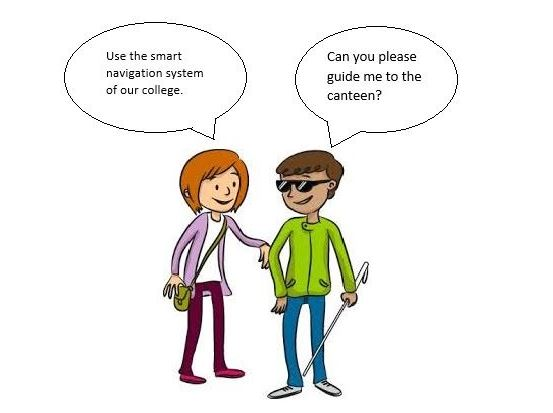 Use the smart
navigation system
of our college.
Can you please
guide me to the
canteen?